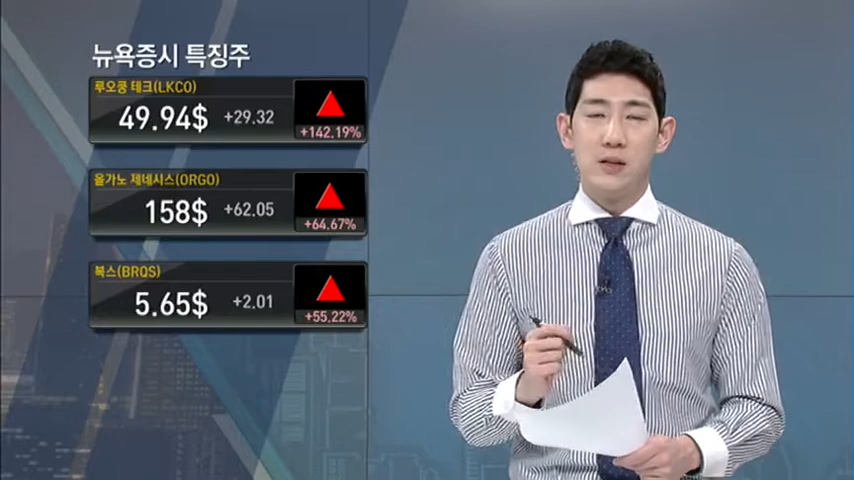 뉴욕증시 특징주
루오쿵 테크(LKCO)
49.94$ +29.32
+142.19%
올가노 제네시스(ORGO)
158$ +62.05
+64.67%
복스(BRQS)
5.65$ +2.01
+55.22%